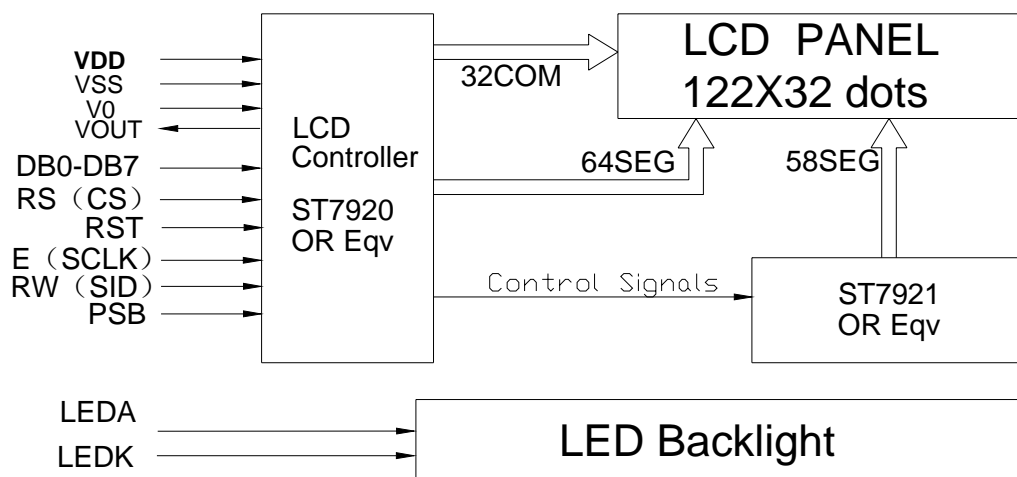 VDD
VSS
V0
VOUT
DB0-DB7
RS（CS）
RST
E（SCLK）
RW（SID）
PSB
LCD
Controller
ST7920
OR Eqv
32COM
64SEG
58SEG
LCD PANEL
122X32 dots
Control Signals
ST7921
OR Eqv
LEDA
LEDK
LED Backlight